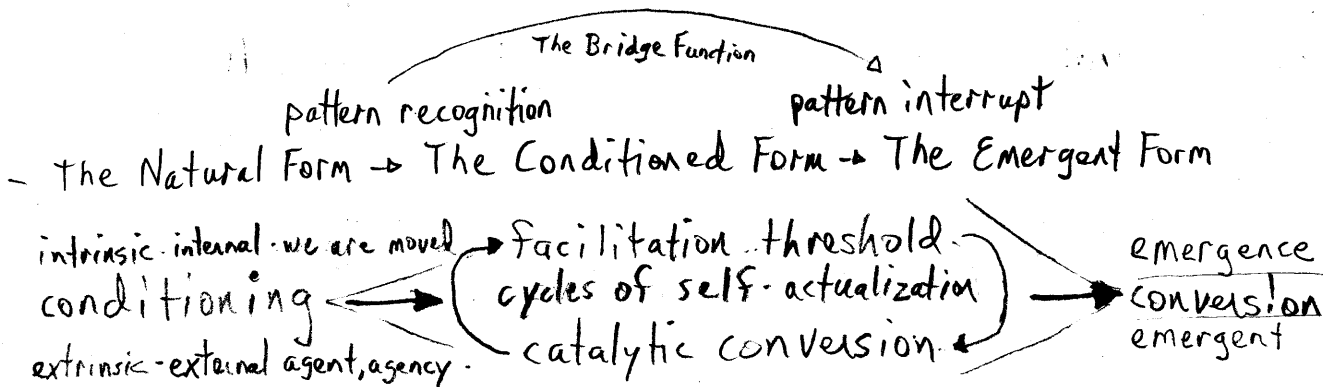 The Bridge Function
pattern recognition pattern interrupt
- The Natural Form → The Conditioned Form → The Emergent Form
intrinsic · internal · we are moved facilitation · threshold emergence
conditioning cycles of self-actualization conversion
extrinsic - external agent, agency. catalytic conversion emergent